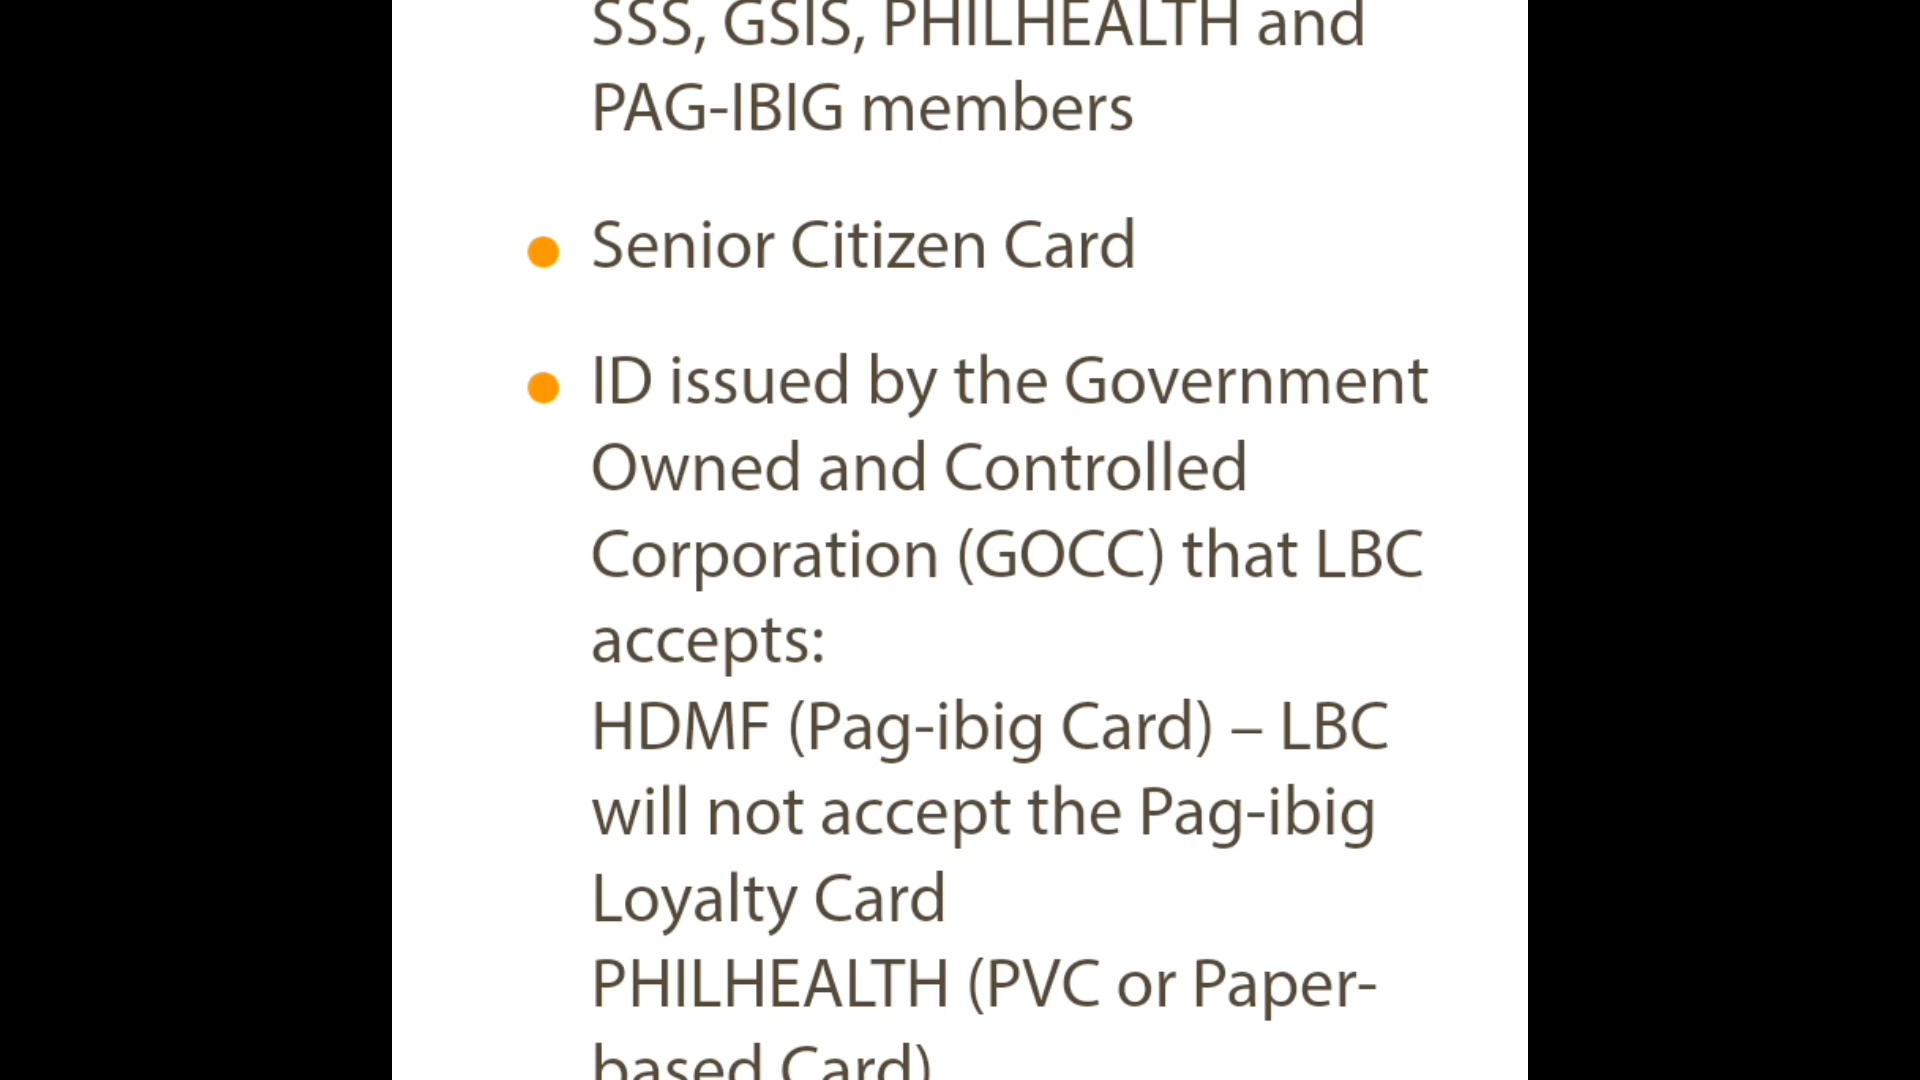 SSS, GSIS, PHILHEALTH and
PAG-IBIG members
Senior Citizen Card
ID issued by the Government
Owned and Controlled
Corporation (GOCC) that LBC
accepts:
HDMF (Pag-ibig Card) – LBC
will not accept the Pag-ibig
Loyalty Card
PHILHEALTH (PVC or Paper-
based Card)